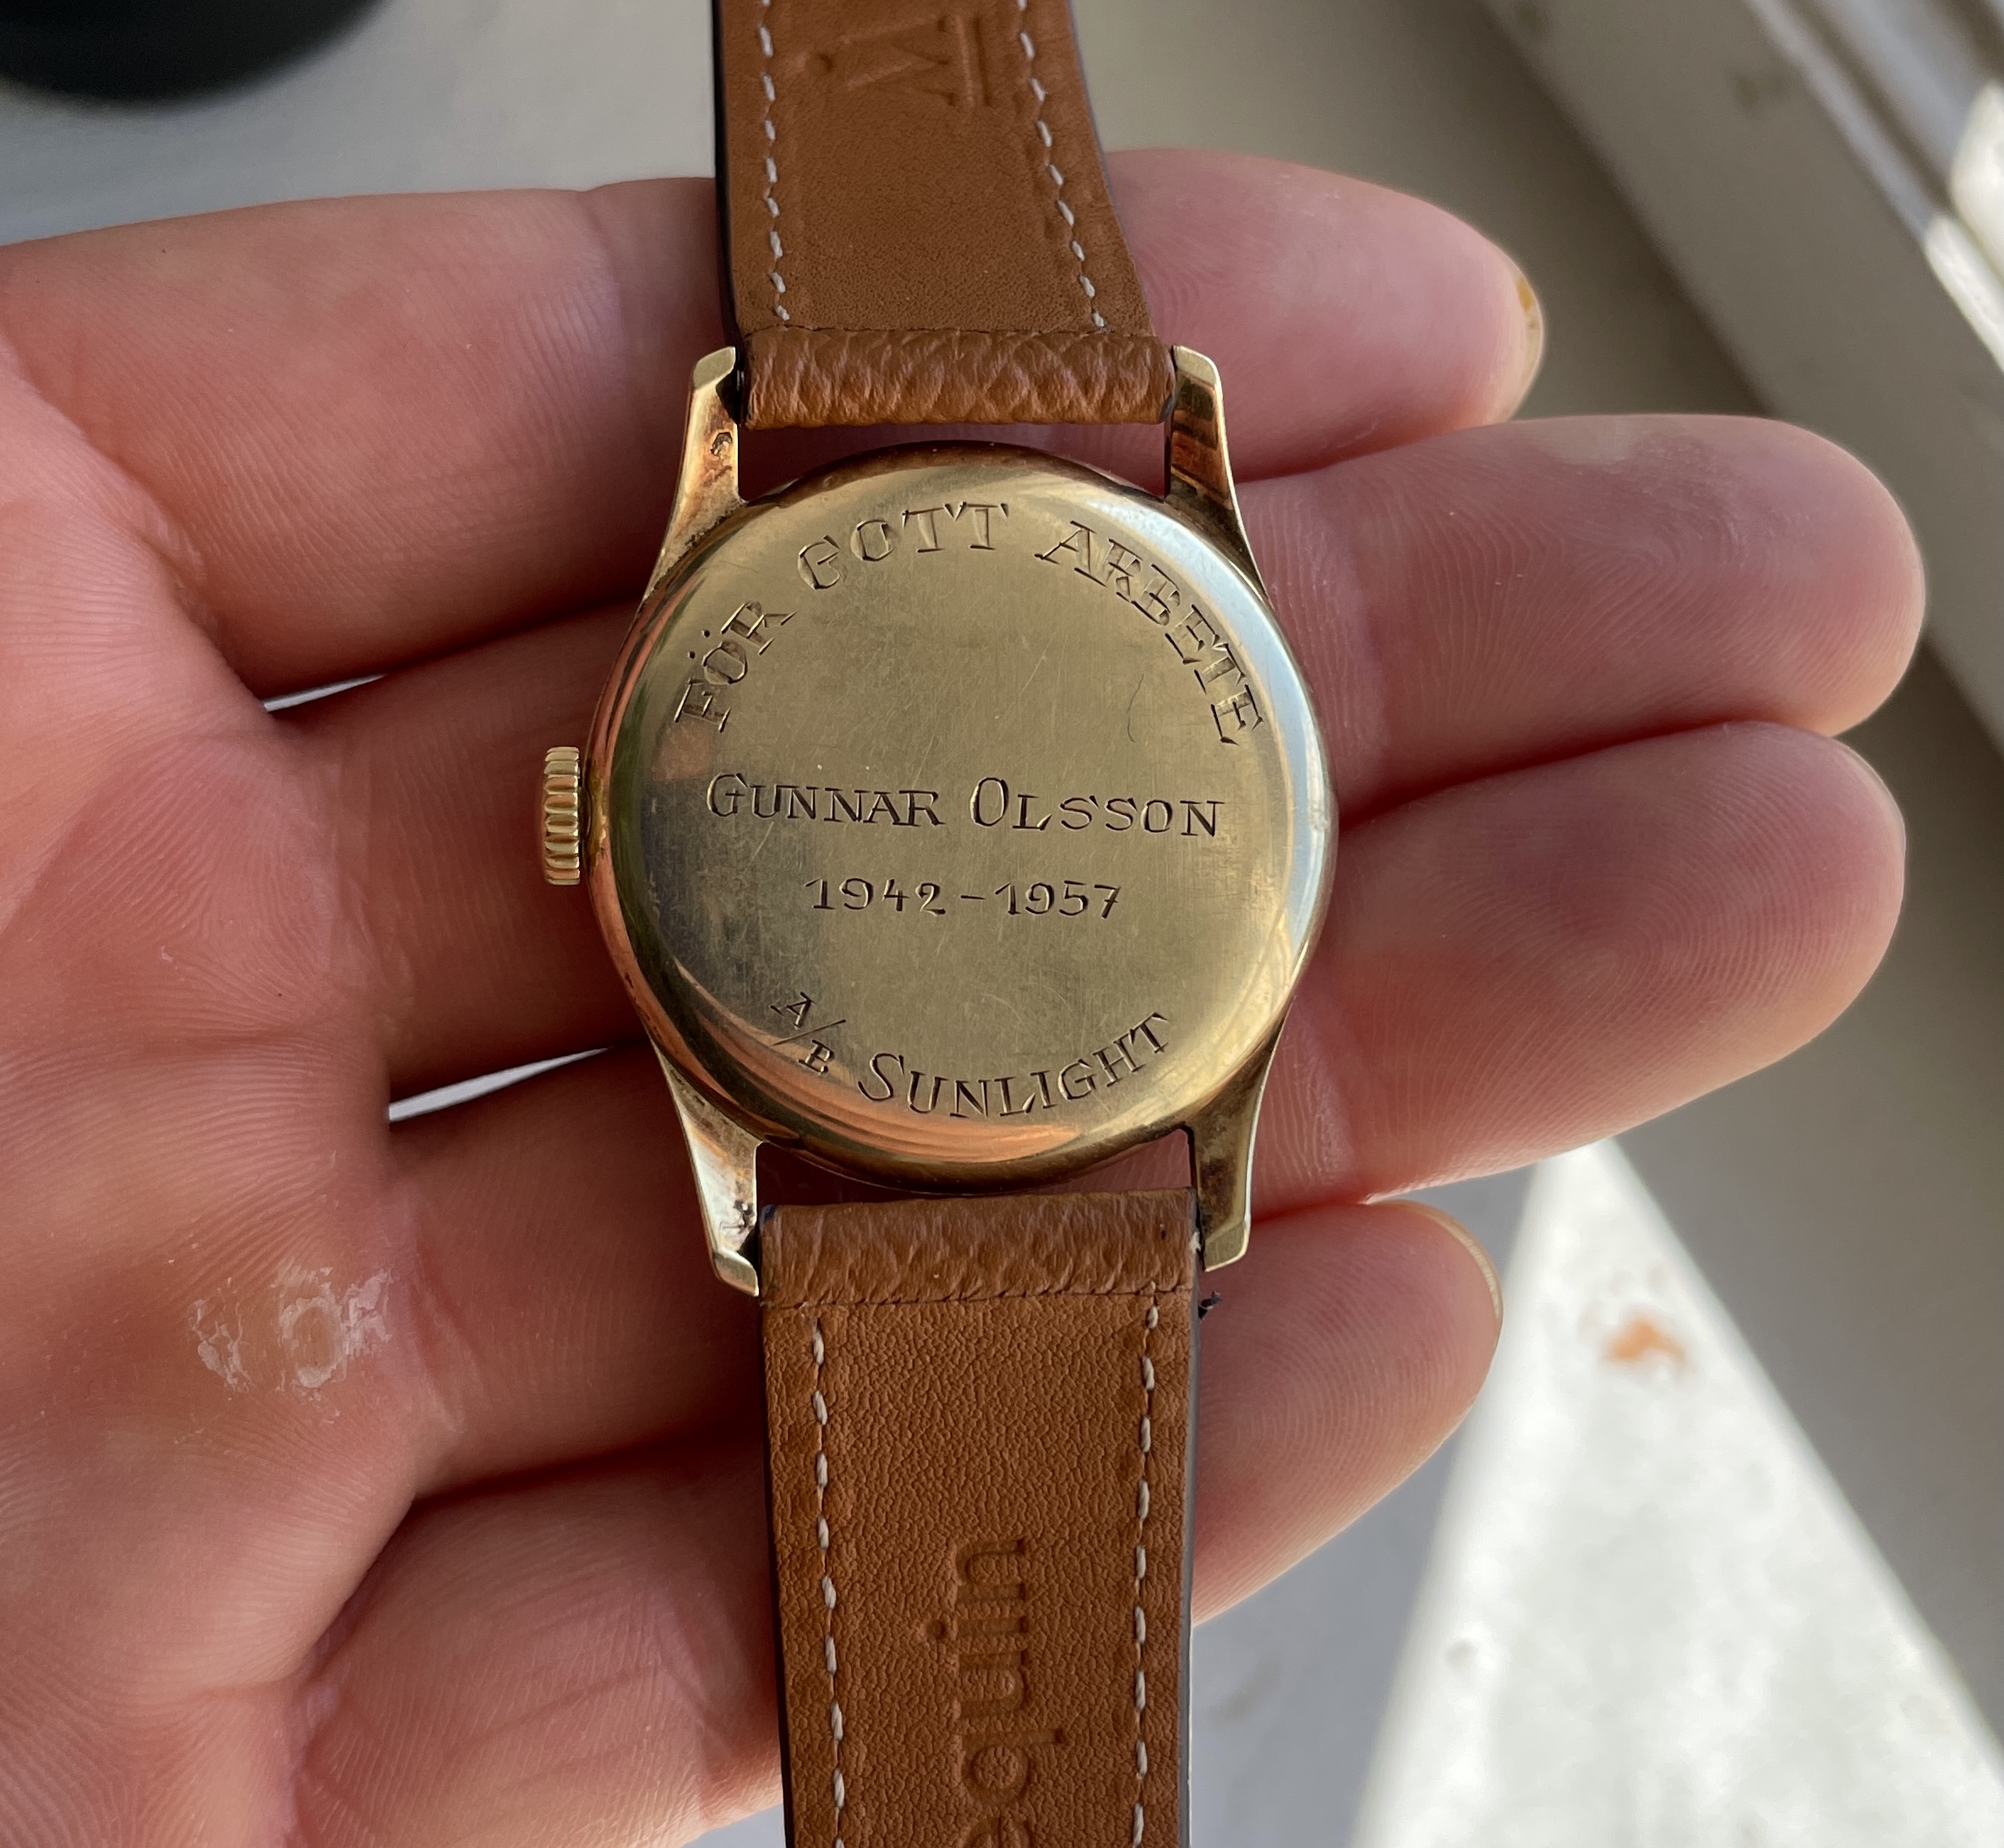 FÖR GOTT ARBETE
GUNNAR OLSSON
1942-1957
A/B SUNLIGHT